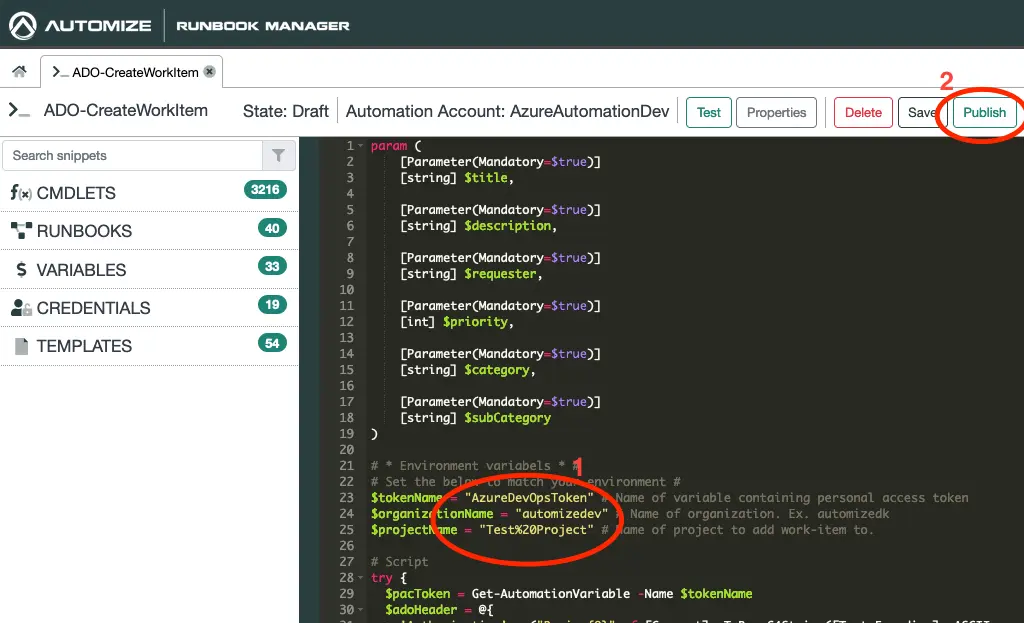 AUTOMIZE RUNBOOK MANAGER
>_ ADO-CreateWorkItem
2
>_ ADO-CreateWorkItem State: Draft Automation Account: AzureAutomationDev Test Properties Delete Save Publish
Search snippets
f(x) CMDLETS 3216
RUNBOOKS 40
$ VARIABLES 33
CREDENTIALS 19
TEMPLATES 54
1 param (
2 [Parameter(Mandatory=$true)]
3 [string] $title,
4
5 [Parameter(Mandatory=$true)]
6 [string] $description,
7
8 [Parameter(Mandatory=$true)]
9 [string] $requester,
10
11 [Parameter(Mandatory=$true)]
12 [int] $priority,
13
14 [Parameter(Mandatory=$true)]
15 [string] $category,
16
17 [Parameter(Mandatory=$true)]
18 [string] $subCategory
19 )
20
21 # * Environment variabels * #
1
22 # Set the below to match your environment #
23 $tokenName = "AzureDevOpsToken" # Name of variable containing personal access token
24 $organizationName = "automizedev" # Name of organization. Ex. automizedk
25 $projectName = "Test%20Project" # Name of project to add work-item to.
26
27 # Script
28 try {
29 $pacToken = Get-AutomationVariable -Name $tokenName
30 $adoHeader = @{